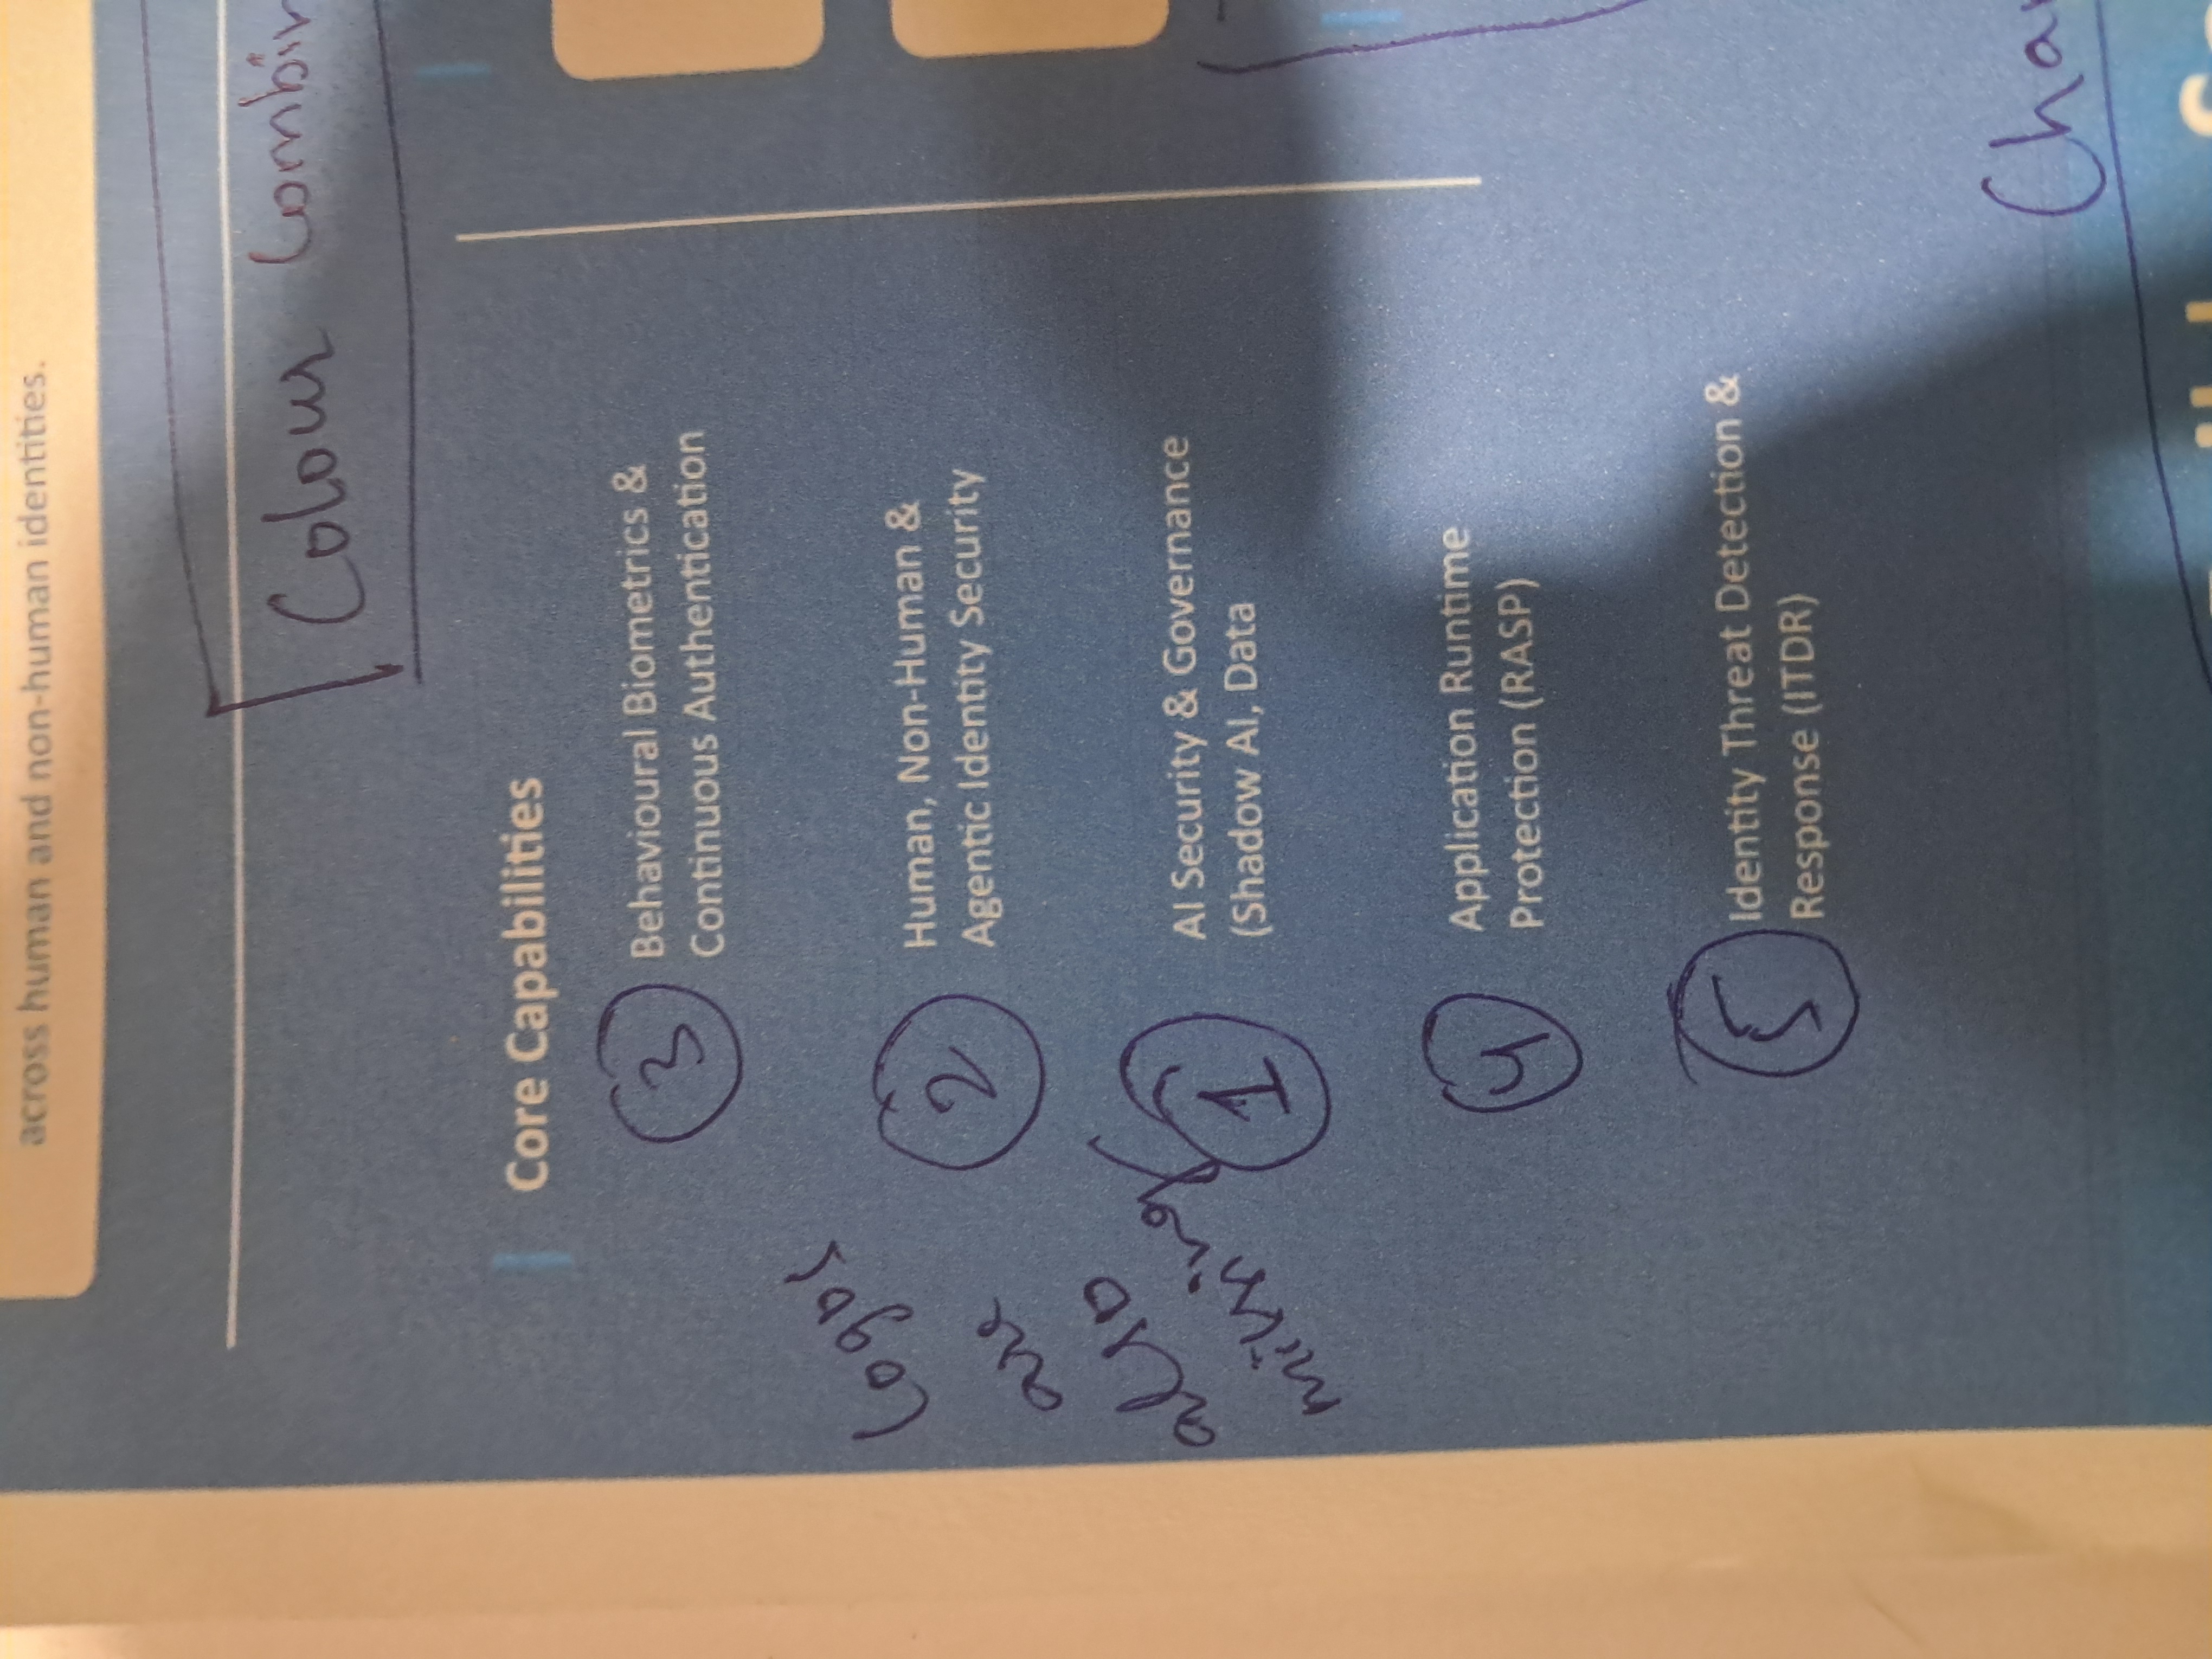 across human and non-human identities.
Colour
Core Capabilities
3 Behavioural Biometrics &
Continuous Authentication
logos
are
also
missing
2 Human, Non-Human &
Agentic Identity Security
1 AI Security & Governance
(Shadow AI, Data
4 Application Runtime
Protection (RASP)
5 Identity Threat Detection &
Response (ITDR)